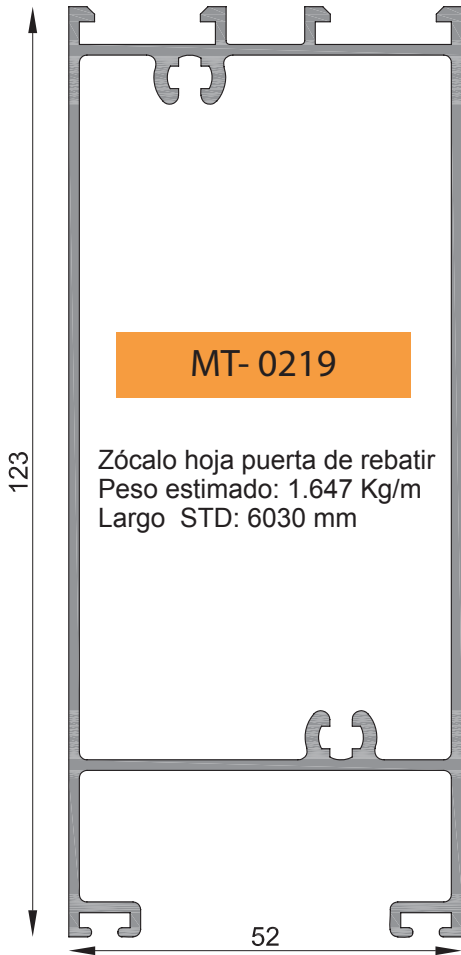 MT- 0219
Zócalo hoja puerta de rebatir
Peso estimado: 1.647 Kg/m
Largo  STD: 6030 mm
123
52